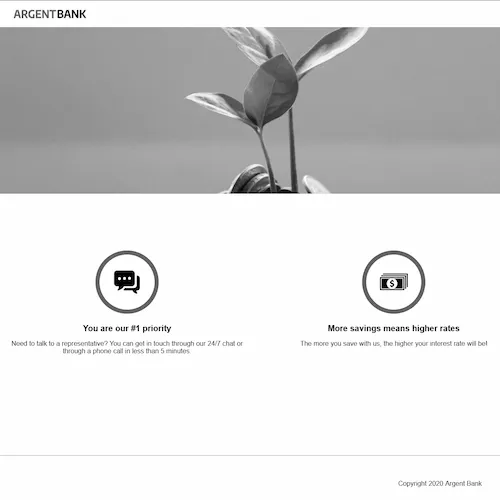 ARGENTBANK
You are our #1 priority
Need to talk to a representative? You can get in touch through our 24/7 chat or
through a phone call in less than 5 minutes
More savings means higher rates
The more you save with us, the higher your interest rate will be!
Copyright 2020 Argent Bank